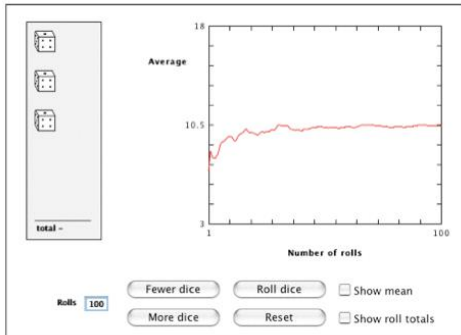 18
Average
10.5
3
total –
1
100
Number of rolls
Fewer dice
Roll dice
Show mean
Rolls 100
More dice
Reset
Show roll totals